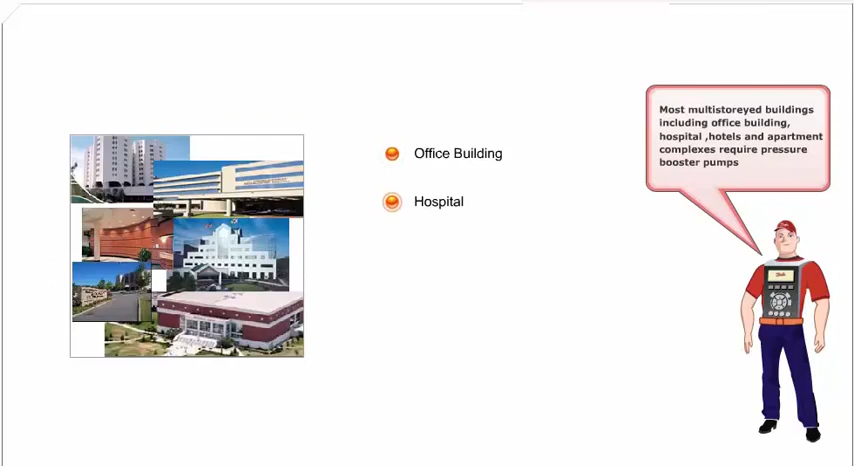 Office Building
Hospital
Most multistoreyed buildings
including office building,
hospital ,hotels and apartment
complexes require pressure
booster pumps